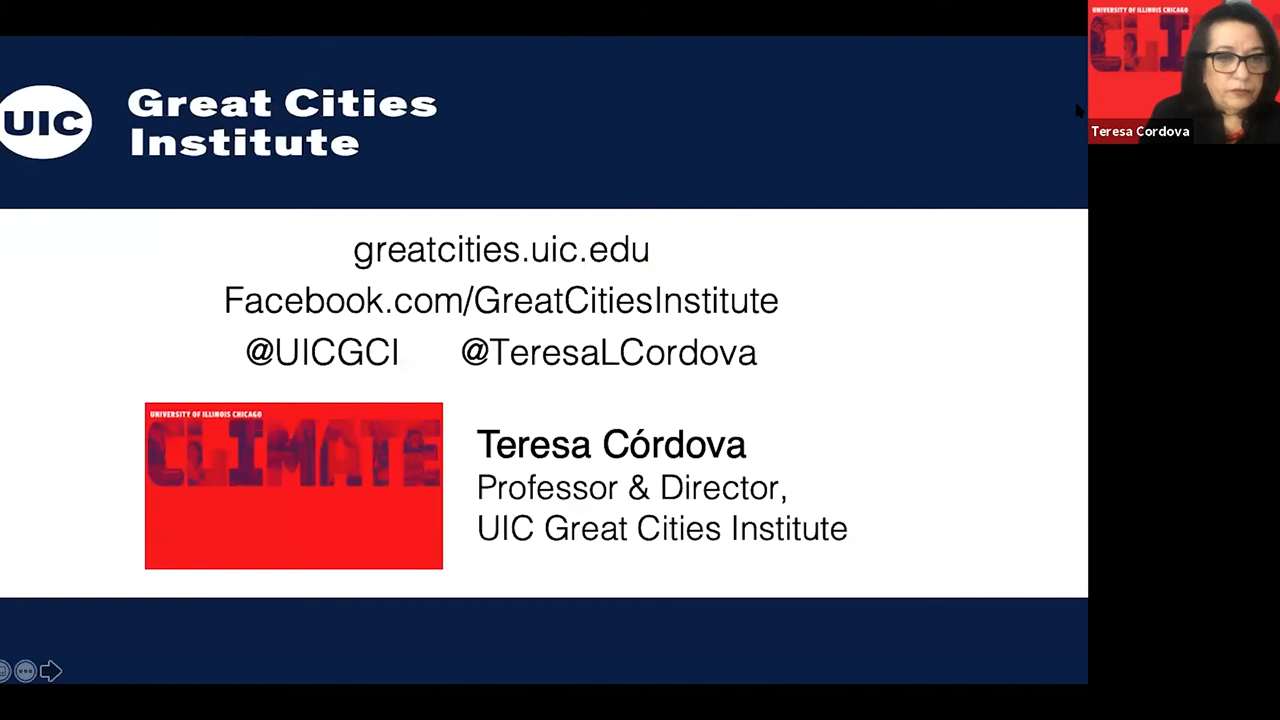 UIC
Great Cities
Institute
greatcities.uic.edu
Facebook.com/GreatCitiesInstitute
@UICGCI @TeresaLCordova
UNIVERSITY OF ILLINOIS CHICAGO
CLIMATE
Teresa Córdova
Professor & Director,
UIC Great Cities Institute
UNIVERSITY OF ILLINOIS CHICAGO
CLI
Teresa Cordova